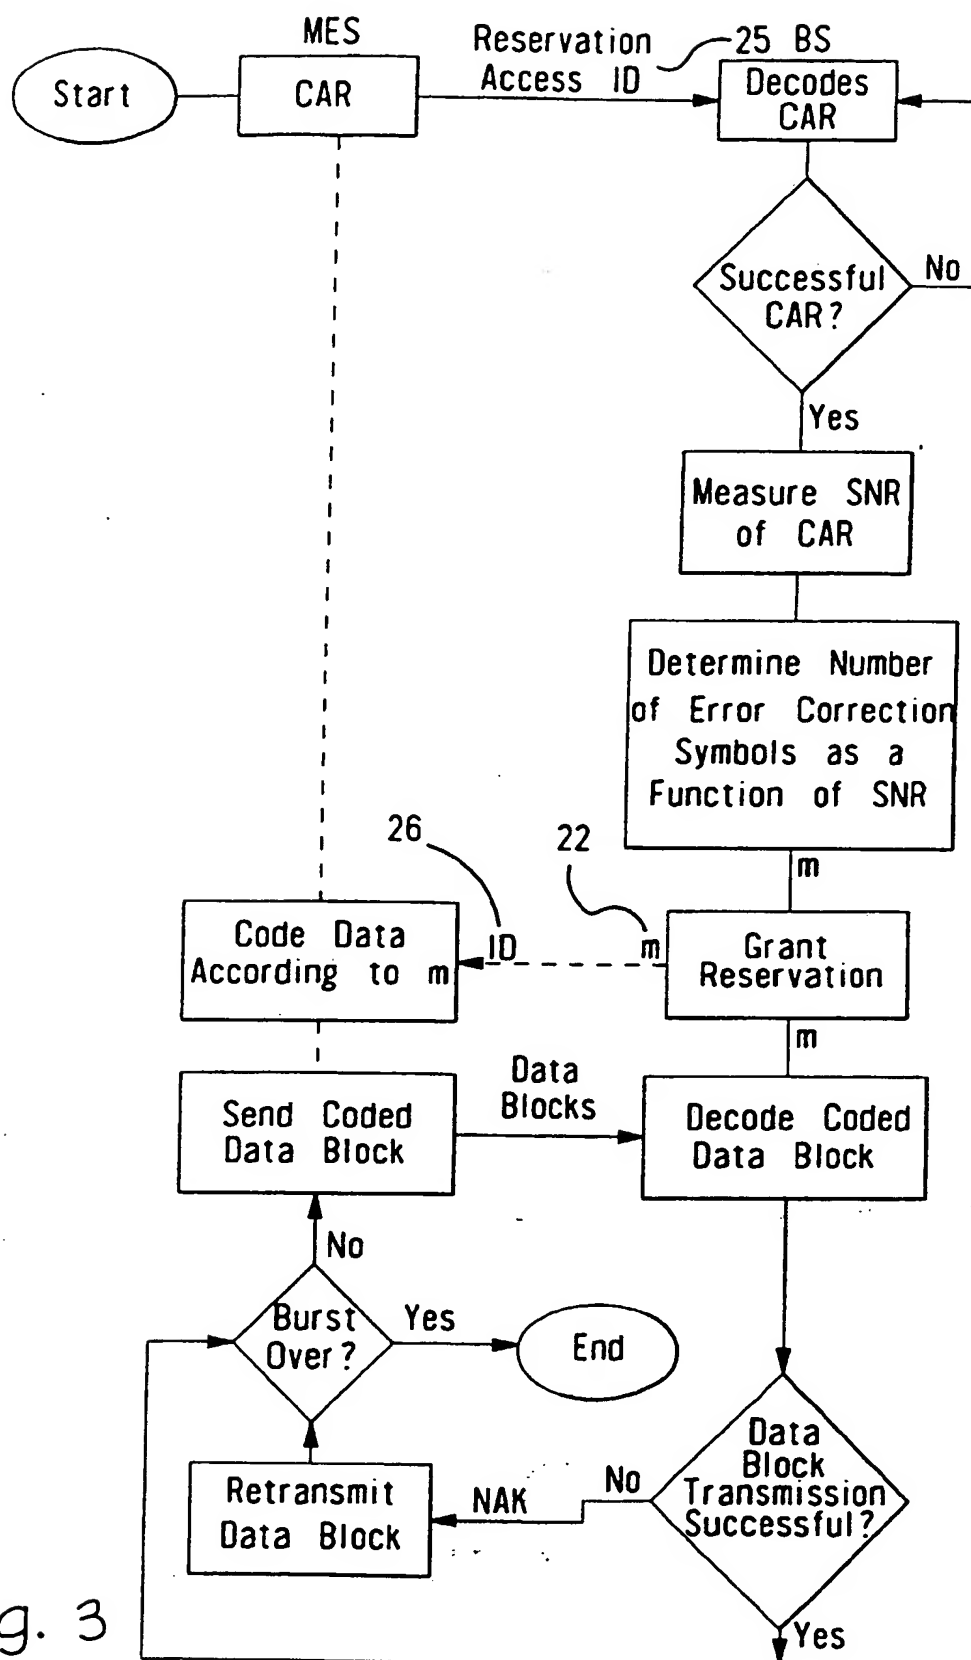 MES
Reservation
Access ID
25 BS
Start
CAR
Decodes
CAR
Successful
CAR?
No
Yes
Measure SNR
of CAR
Determine Number
of Error Correction
Symbols as a
Function of SNR
m
26
22
Code Data
According to m
ID
m
Grant
Reservation
m
Send Coded
Data Block
Data
Blocks
Decode Coded
Data Block
No
Burst
Over?
Yes
End
Data
Block
Transmission
Successful?
No
NAK
Retransmit
Data Block
Yes
g. 3